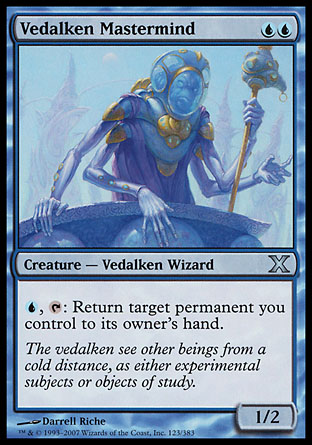 Vedalken Mastermind
Creature — Vedalken Wizard
X
, : Return target permanent you
control to its owner's hand.
The vedalken see other beings from a
cold distance, as either experimental
subjects or objects of study.
Darrell Riche
™ & © 1993–2007 Wizards of the Coast, Inc. 123/383
1/2